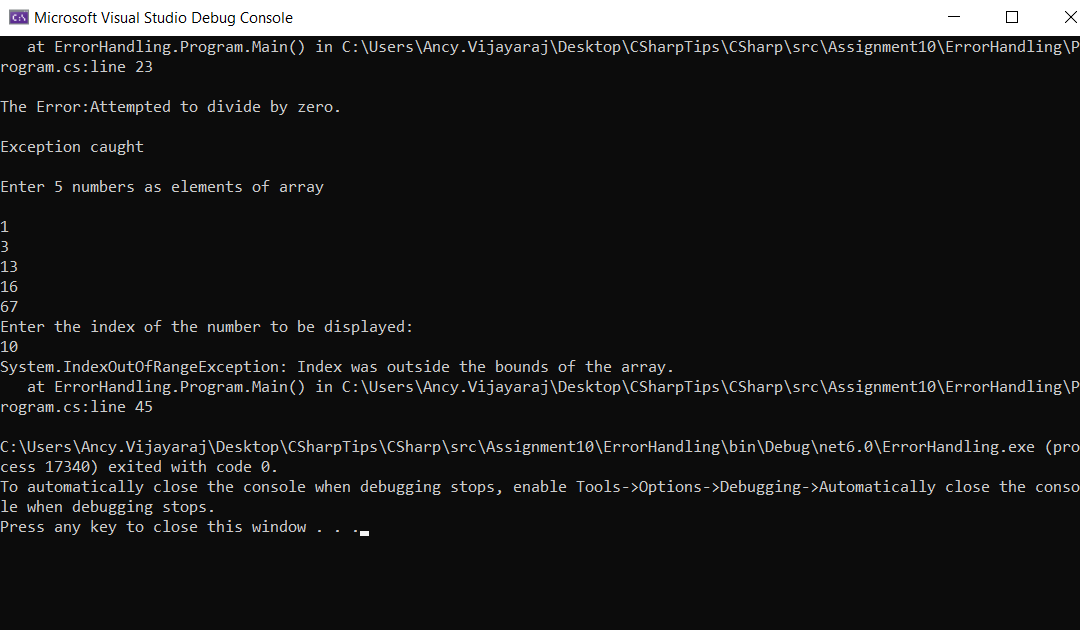 C:\ Microsoft Visual Studio Debug Console
   at ErrorHandling.Program.Main() in C:\Users\Ancy.Vijayaraj\Desktop\CSharpTips\CSharp\src\Assignment10\ErrorHandling\P
rogram.cs:line 23
The Error:Attempted to divide by zero.
Exception caught
Enter 5 numbers as elements of array
1
3
13
16
67
Enter the index of the number to be displayed:
10
System.IndexOutOfRangeException: Index was outside the bounds of the array.
   at ErrorHandling.Program.Main() in C:\Users\Ancy.Vijayaraj\Desktop\CSharpTips\CSharp\src\Assignment10\ErrorHandling\P
rogram.cs:line 45
C:\Users\Ancy.Vijayaraj\Desktop\CSharpTips\CSharp\src\Assignment10\ErrorHandling\bin\Debug\net6.0\ErrorHandling.exe (pro
cess 17340) exited with code 0.
To automatically close the console when debugging stops, enable Tools->Options->Debugging->Automatically close the conso
le when debugging stops.
Press any key to close this window . . .